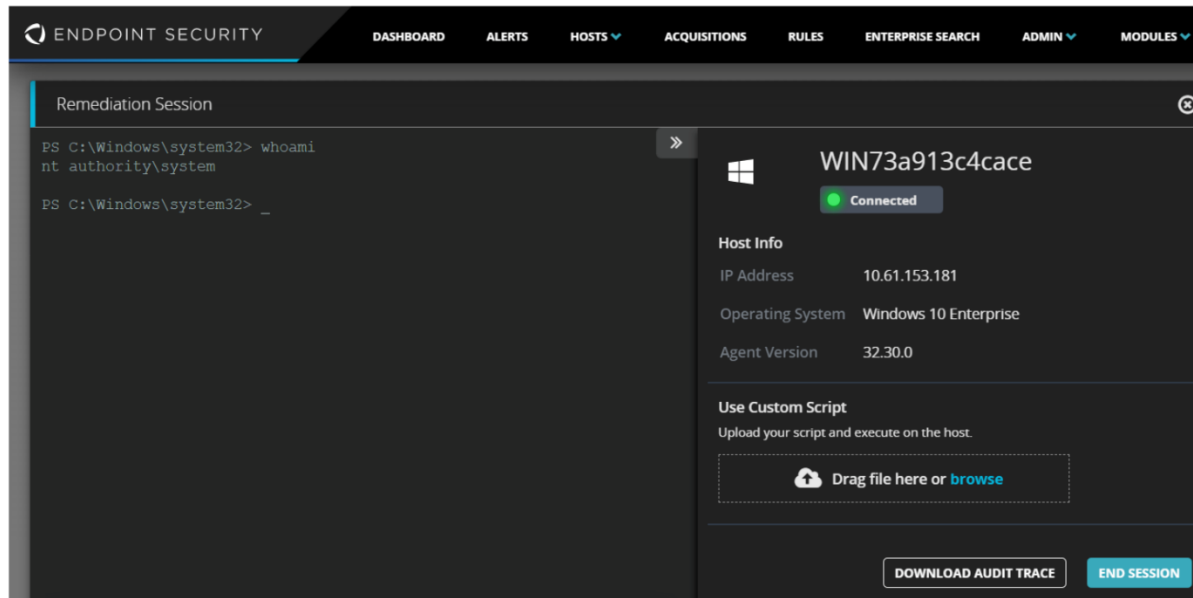 ENDPOINT SECURITY
DASHBOARD ALERTS HOSTS ACQUISITIONS RULES ENTERPRISE SEARCH ADMIN MODULES
Remediation Session
PS C:\Windows\system32> whoami
nt authority\system
PS C:\Windows\system32> _
WIN73a913c4cace
Connected
Host Info
IP Address 10.61.153.181
Operating System Windows 10 Enterprise
Agent Version 32.30.0
Use Custom Script
Upload your script and execute on the host.
Drag file here or browse
DOWNLOAD AUDIT TRACE END SESSION